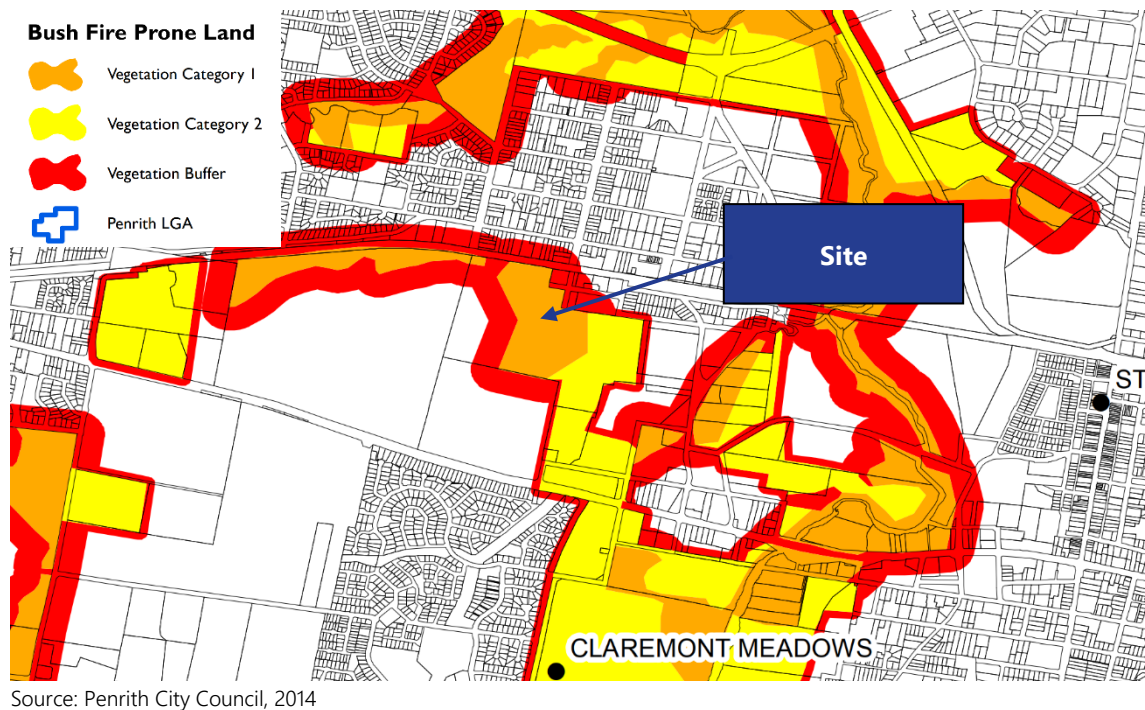 Bush Fire Prone Land
Vegetation Category 1
Vegetation Category 2
Vegetation Buffer
Penrith LGA
Site
ST
CLAREMONT MEADOWS
Source: Penrith City Council, 2014